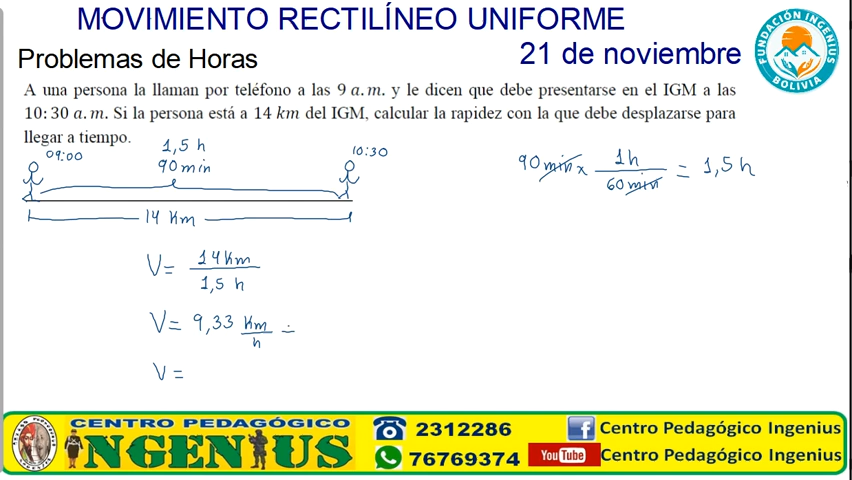 MOVIMIENTO RECTILÍNEO UNIFORME
Problemas de Horas
21 de noviembre
FUNDACIÓN INGENIUS
BOLIVIA
A una persona la llaman por teléfono a las 9 a.m. y le dicen que debe presentarse en el IGM a las
10:30 a.m. Si la persona está a 14 km del IGM, calcular la rapidez con la que debe desplazarse para
llegar a tiempo.
1,5 h
09:00
90 min
10:30
14 Km
90 min x 1h / 60 min = 1,5 h
V = 14 Km / 1,5 h
V = 9,33 Km / h =
V =
CENTRO PEDAGÓGICO
INGENIUS
2312286
76769374
Centro Pedagógico Ingenius
YouTube Centro Pedagógico Ingenius